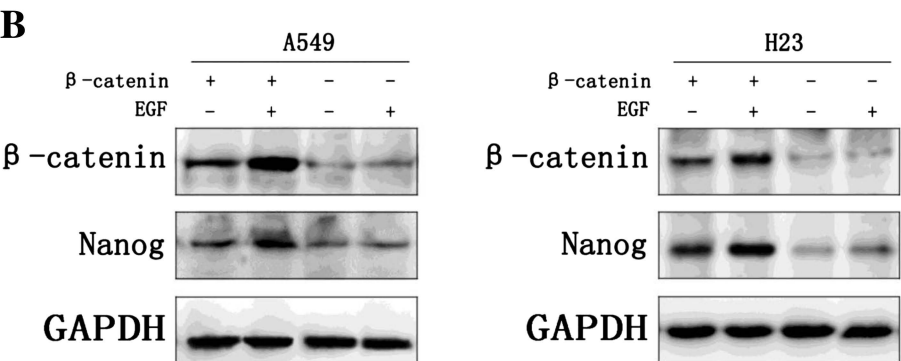 B
A549
β-catenin + + - -
EGF - + - +
β-catenin
Nanog
GAPDH
H23
β-catenin + + - -
EGF - + - +
β-catenin
Nanog
GAPDH